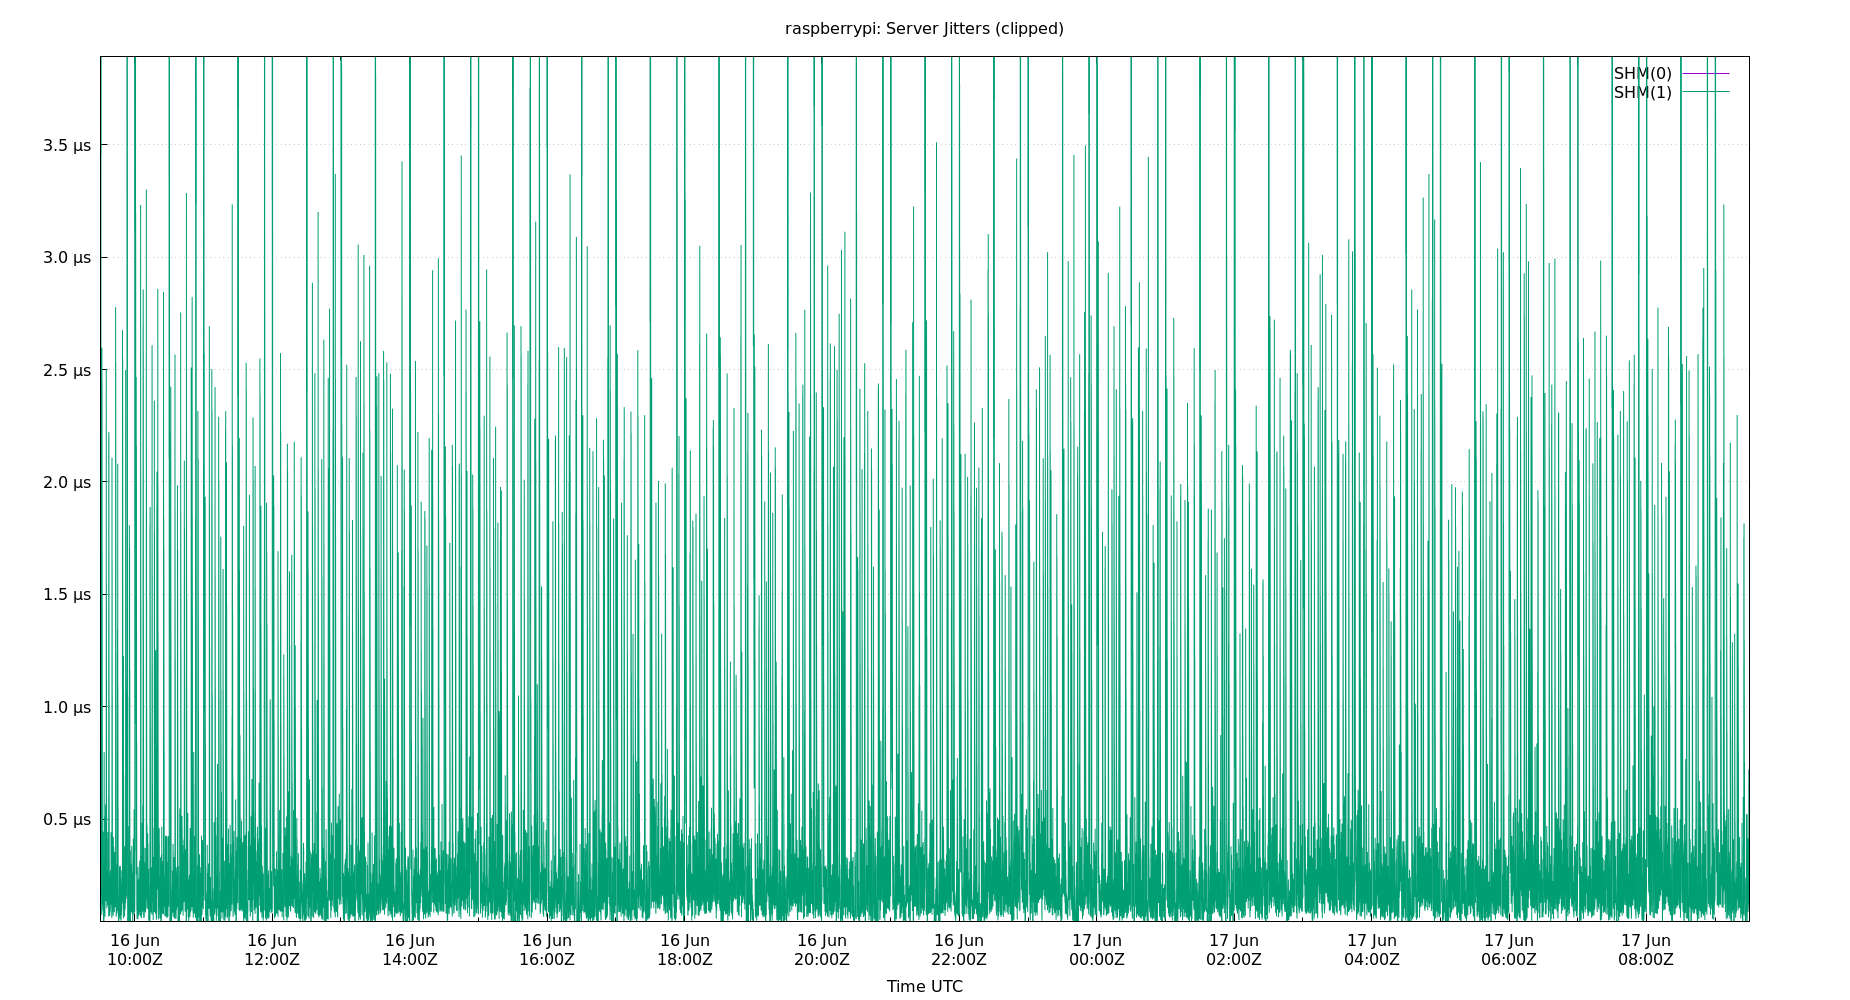 raspberrypi: Server Jitters (clipped)
SHM(0)
SHM(1)
3.5 µs
3.0 µs
2.5 µs
2.0 µs
1.5 µs
1.0 µs
0.5 µs
16 Jun 16 Jun 16 Jun 16 Jun 16 Jun 16 Jun 16 Jun 17 Jun 17 Jun 17 Jun 17 Jun 17 Jun
10:00Z 12:00Z 14:00Z 16:00Z 18:00Z 20:00Z 22:00Z 00:00Z 02:00Z 04:00Z 06:00Z 08:00Z
Time UTC